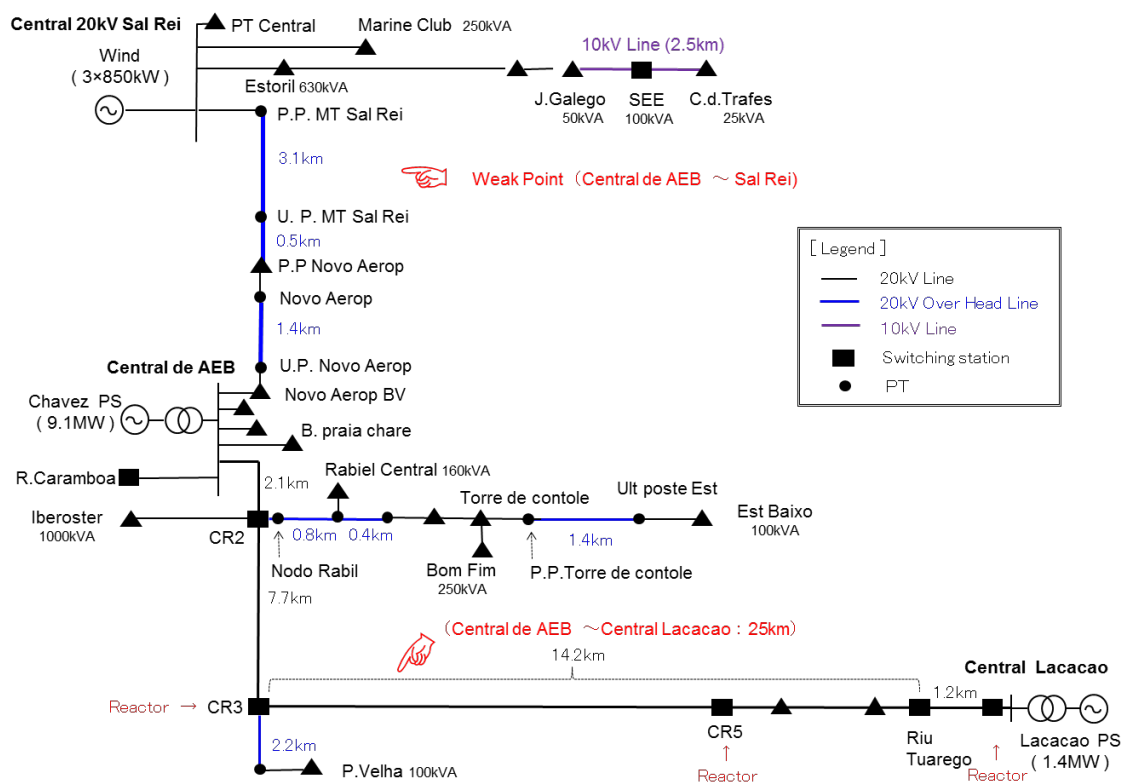 Central 20kV Sal Rei
PT Central
Marine Club 250kVA
Wind
( 3×850kW )
10kV Line (2.5km)
Estoril 630kVA
J.Galego
50kVA
SEE
100kVA
C.d.Trafes
25kVA
P.P. MT Sal Rei
3.1km
Weak Point（Central de AEB ～ Sal Rei)
U. P. MT Sal Rei
0.5km
P.P Novo Aerop
Novo Aerop
1.4km
U.P. Novo Aerop
[ Legend ]
20kV Line
20kV Over Head Line
10kV Line
Switching station
PT
Central de AEB
Novo Aerop BV
Chavez PS
( 9.1MW )
B. praia chare
R.Caramboa
2.1km
Rabiel Central 160kVA
Torre de contole
Ult poste Est
Iberoster
1000kVA
CR2
0.8km
0.4km
1.4km
Est Baixo
100kVA
Nodo Rabil
Bom Fim
250kVA
P.P.Torre de contole
7.7km
(Central de AEB ～Central Lacacao : 25km)
14.2km
Central Lacacao
1.2km
Reactor →
CR3
CR5
Riu
Tuarego
Lacacao PS
( 1.4MW )
2.2km
P.Velha 100kVA
Reactor
Reactor